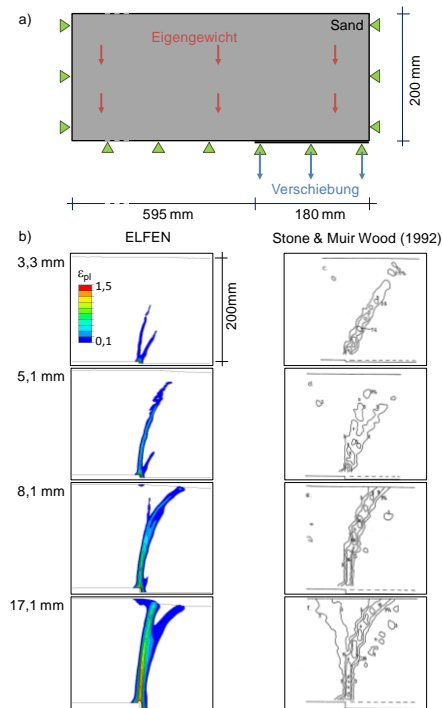 a)
Sand
Eigengewicht
200 mm
Verschiebung
595 mm
180 mm
b)
ELFEN
Stone & Muir Wood (1992)
3,3 mm
εpl
1,5
0,1
200mm
5,1 mm
8,1 mm
17,1 mm